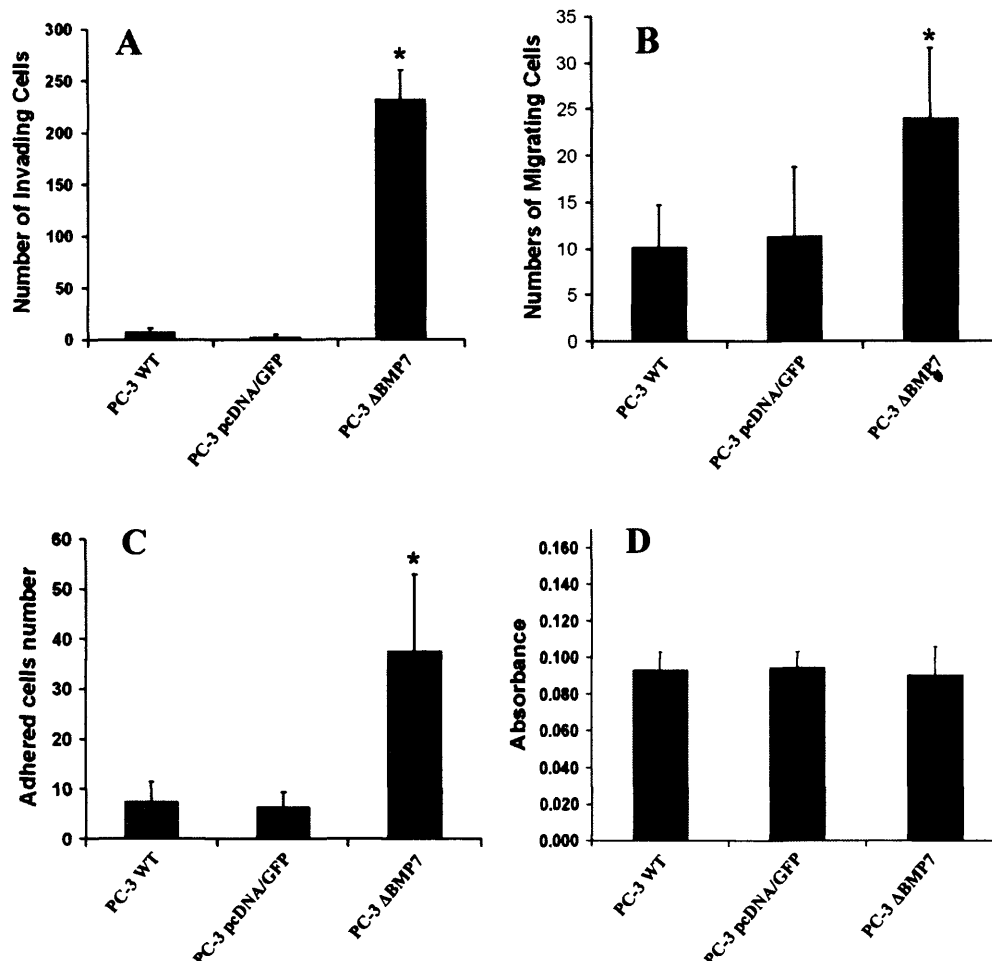 A
Number of Invading Cells
300
250
200
150
100
50
0
*
PC-3 WT
PC-3 pcDNA/GFP
PC-3 ΔBMP7
B
Numbers of Migrating Cells
35
30
25
20
15
10
5
0
*
PC-3 WT
PC-3 pcDNA/GFP
PC-3 ΔBMP7
C
Adhered cells number
60
50
40
30
20
10
0
*
PC-3 WT
PC-3 pcDNA/GFP
PC-3 ΔBMP7
D
Absorbance
0.160
0.140
0.120
0.100
0.080
0.060
0.040
0.020
0.000
PC-3 WT
PC-3 pcDNA/GFP
PC-3 ΔBMP7